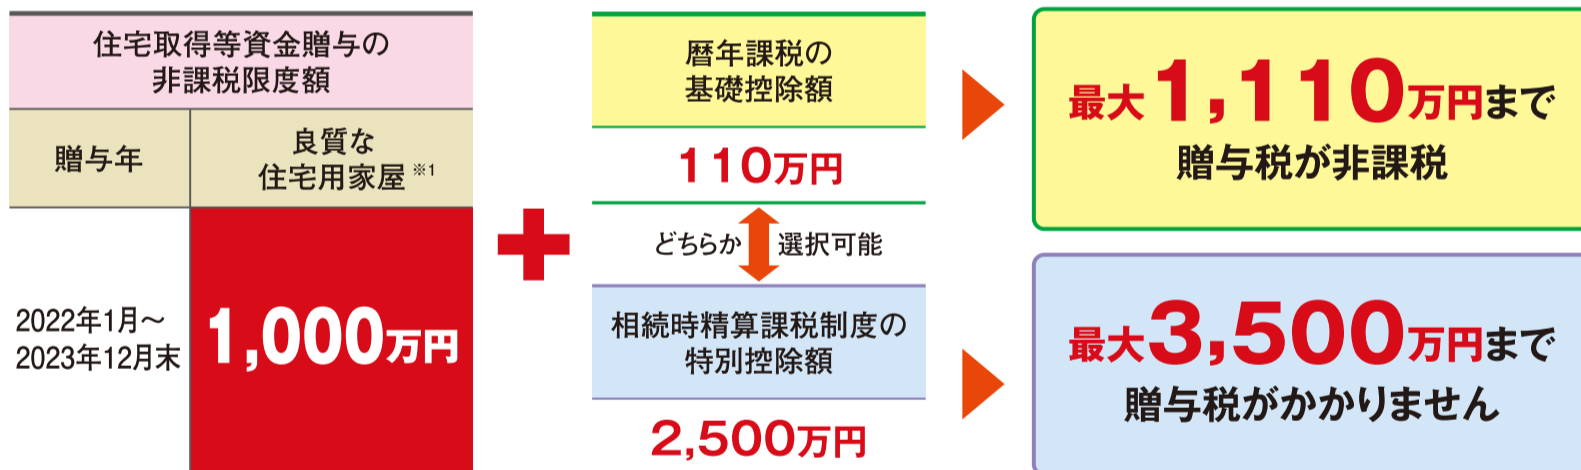 住宅取得等資金贈与の
非課税限度額
贈与年
良質な
住宅用家屋※1
2022年1月～
2023年12月末
1,000万円
暦年課税の
基礎控除額
110万円
どちらか 選択可能
相続時精算課税制度の
特別控除額
2,500万円
最大1,110万円まで
贈与税が非課税
最大3,500万円まで
贈与税がかかりません